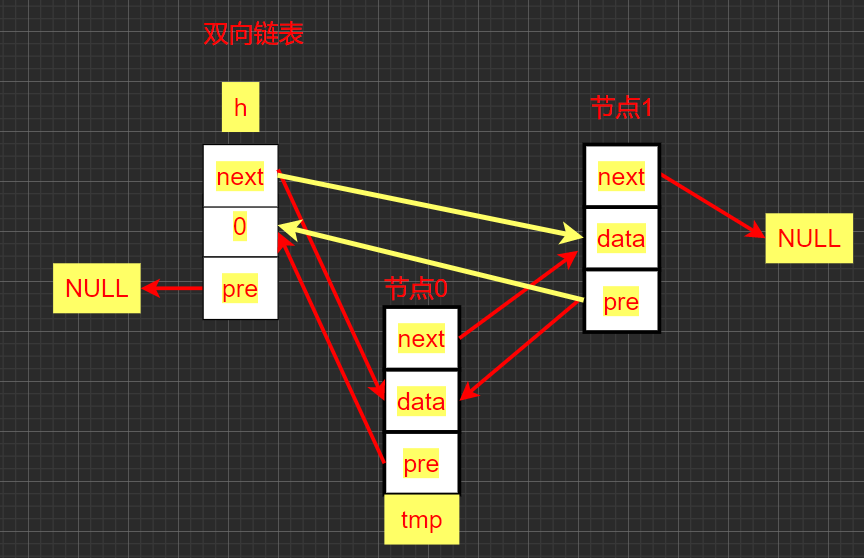 双向链表
h
next
0
pre
NULL
节点0
next
data
pre
tmp
节点1
next
data
pre
NULL